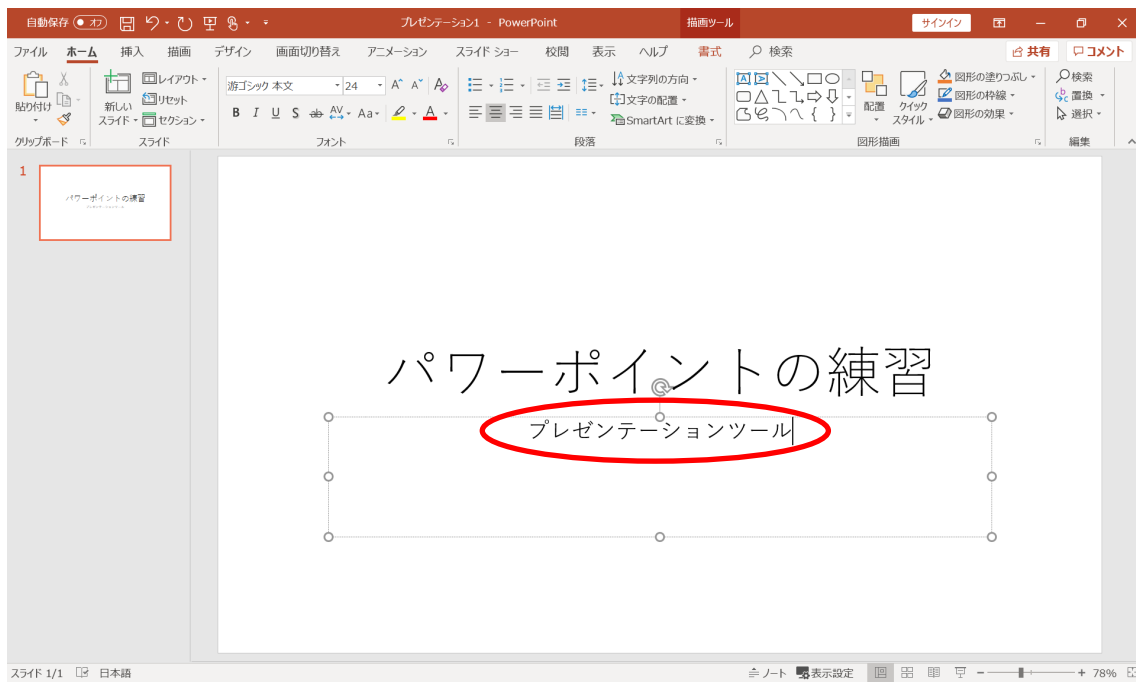 自動保存 オフ
プレゼンテーション1 - PowerPoint
描画ツール
サインイン
ファイル ホーム 挿入 描画 デザイン 画面切り替え アニメーション スライド ショー 校閲 表示 ヘルプ 書式 検索 共有 コメント
貼り付け
クリップボード
新しい
スライド
レイアウト
リセット
セクション
スライド
游ゴシック 本文 24 A A A
B I U S ab AV Aa A
フォント
文字列の方向
文字の配置
SmartArt に変換
段落
配置
クイック
スタイル
図形の塗りつぶし
図形の枠線
図形の効果
図形描画
検索
置換
選択
編集
1
パワーポイントの練習
パワーポイントの練習
プレゼンテーションツール
スライド 1/1 日本語 ノート 表示設定 78%